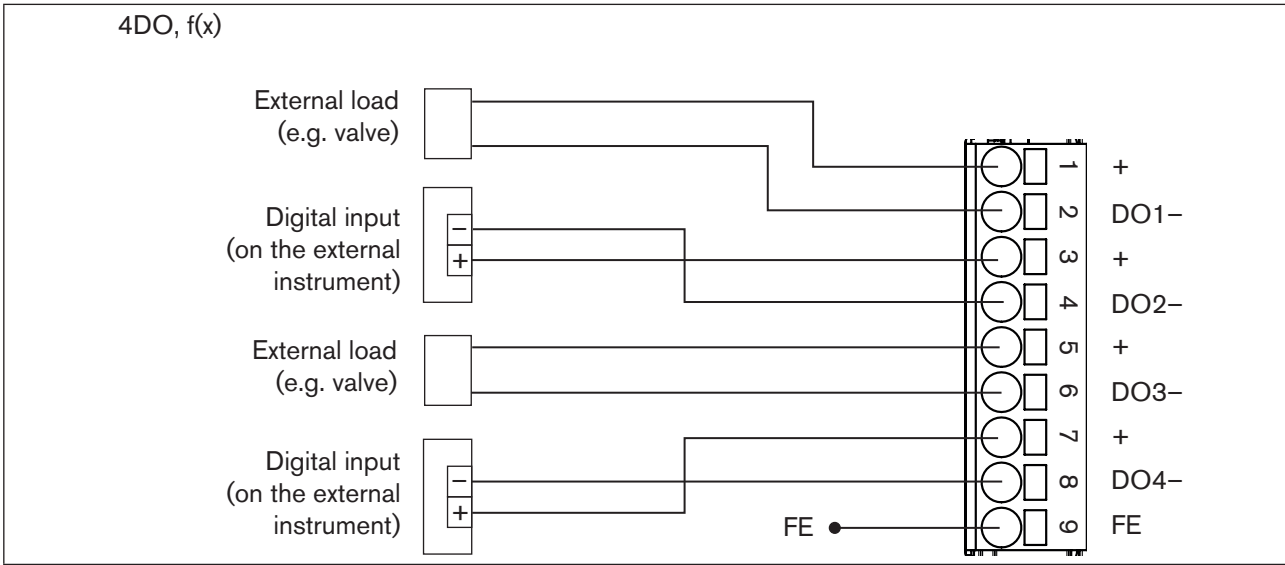 4DO, f(x)
External load
(e.g. valve)
Digital input
(on the external
instrument)
−
+
External load
(e.g. valve)
Digital input
(on the external
instrument)
−
+
FE
1 +
2 DO1−
3 +
4 DO2−
5 +
6 DO3−
7 +
8 DO4−
9 FE